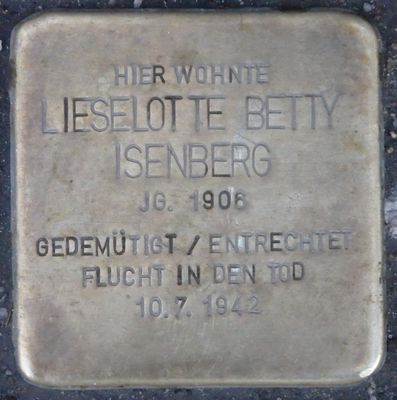 HIER WOHNTE
LIESELOTTE BETTY
ISENBERG
JG. 1906
GEDEMÜTIGT / ENTRECHTET
FLUCHT IN DEN TOD
10.7. 1942